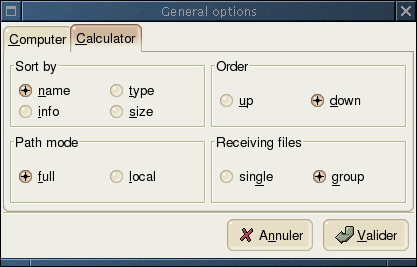 General options
Computer Calculator
Sort by Order
name type
up down
info size
Path mode Receiving files
full local single group
Annuler Valider